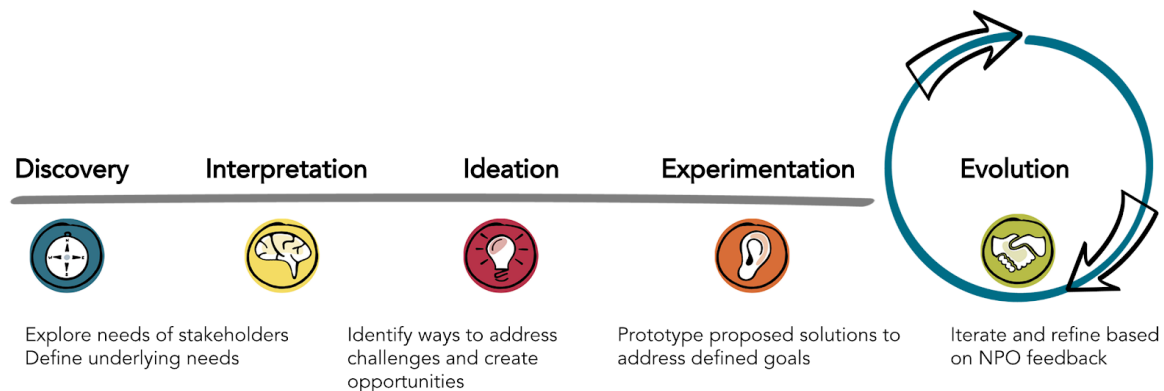 Discovery
Interpretation
Ideation
Experimentation
Evolution
Explore needs of stakeholders
Define underlying needs
Identify ways to address
challenges and create
opportunities
Prototype proposed solutions to
address defined goals
Iterate and refine based
on NPO feedback